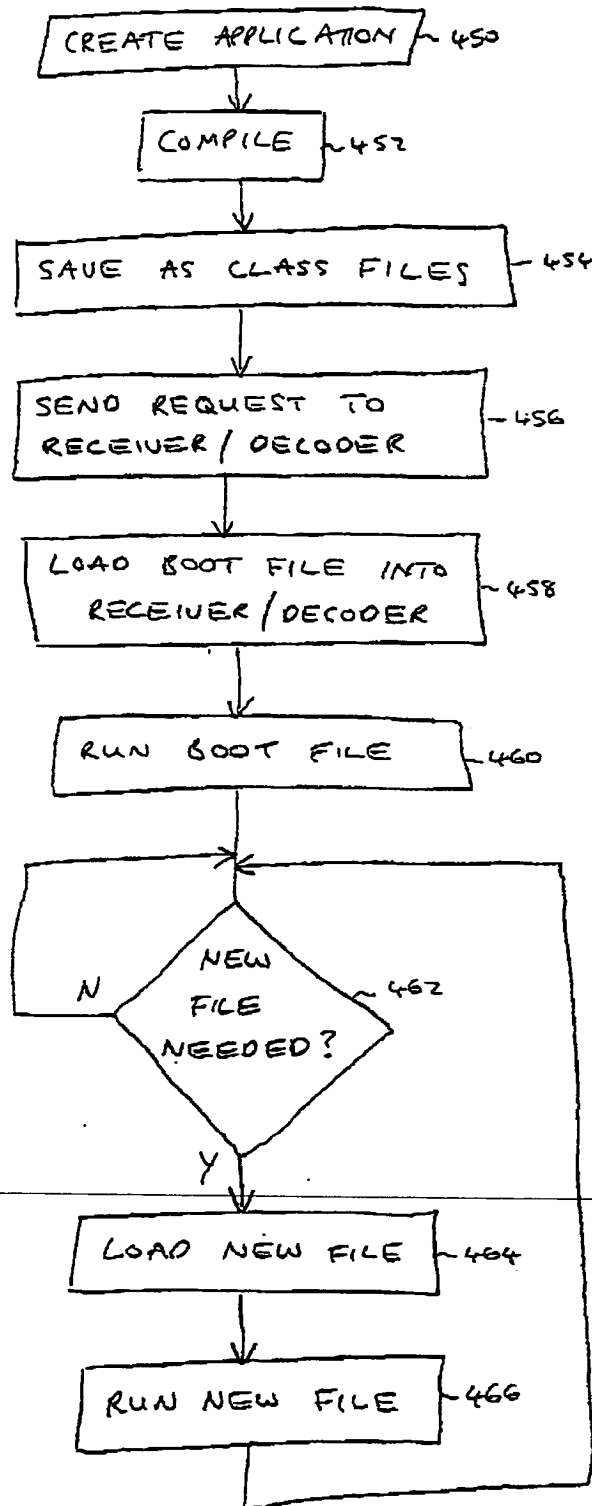 CREATE APPLICATION 450
COMPILE 452
SAVE AS CLASS FILES 454
SEND REQUEST TO
RECEIVER / DECODER 456
LOAD BOOT FILE INTO
RECEIVER / DECODER 458
RUN BOOT FILE 460
NEW
FILE
NEEDED? 462
N
Y
LOAD NEW FILE 464
RUN NEW FILE 466